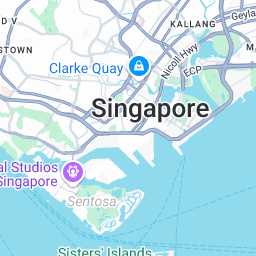 D V
KALLANG
Geyla
STOWN
Nicoll Hwy
M
Clarke Quay
ECP
Singapore
al Studios
Singapore
Sentosa
Sisters' Islands